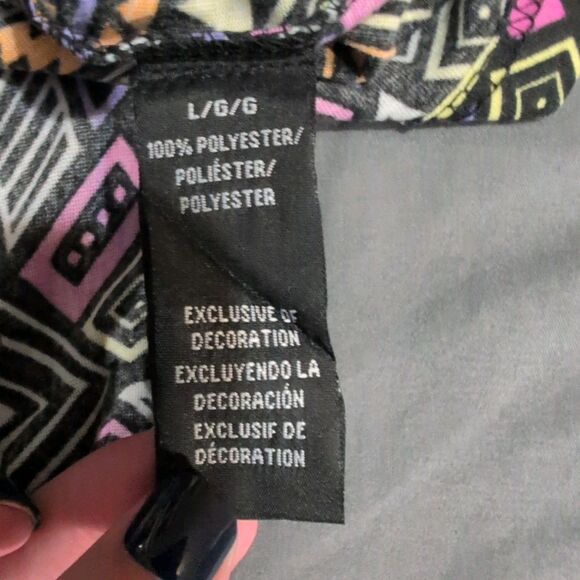 L/G/G
100% POLYESTER/
POLIÉSTER/
POLYESTER
EXCLUSIVE OF
DECORATION
EXCLUYENDO LA
DECORACIÓN
EXCLUSIF DE
DÉCORATION